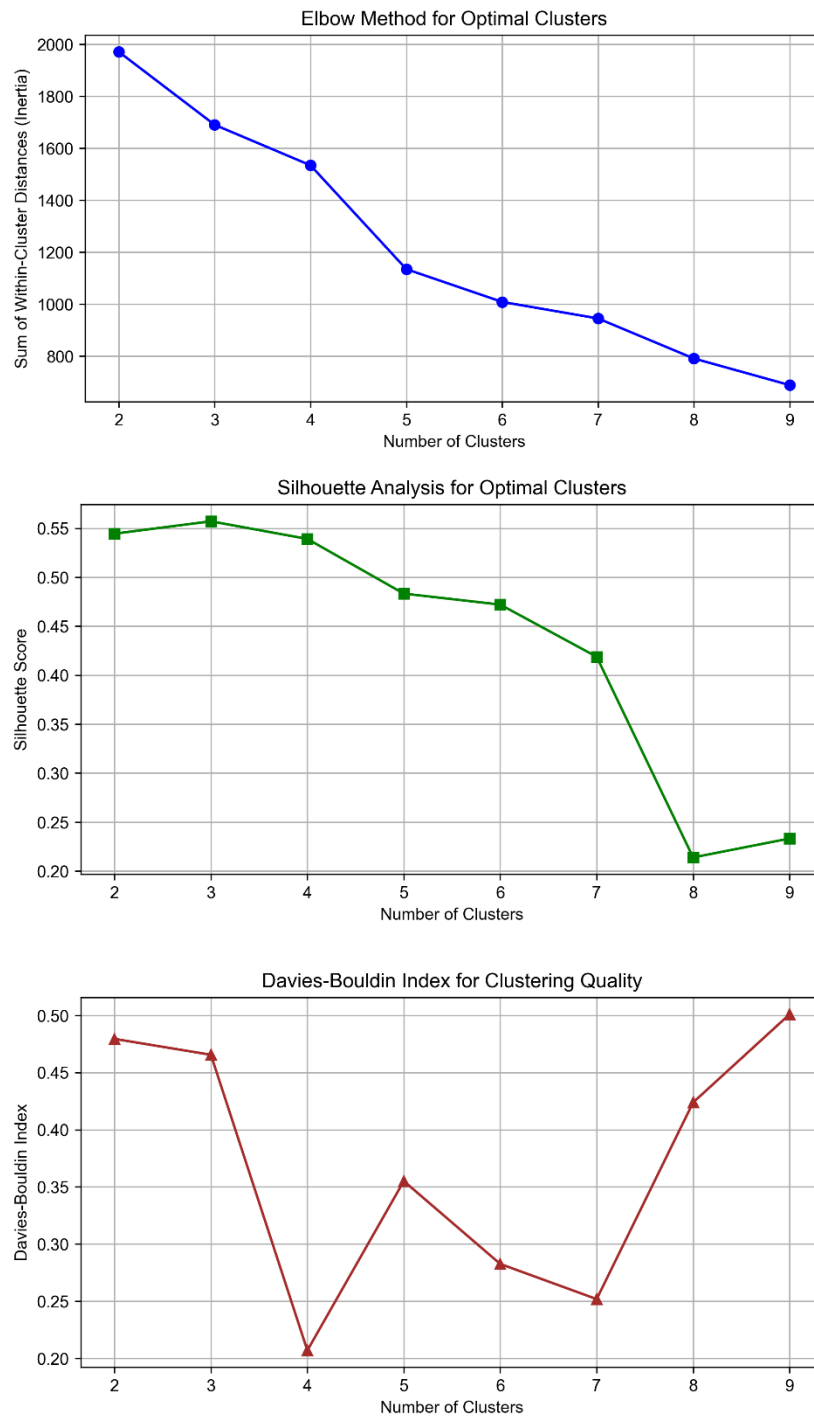 Elbow Method for Optimal Clusters
Sum of Within-Cluster Distances (Inertia)
2000
1800
1600
1400
1200
1000
800
2 3 4 5 6 7 8 9
Number of Clusters
Silhouette Analysis for Optimal Clusters
Silhouette Score
0.55
0.50
0.45
0.40
0.35
0.30
0.25
0.20
2 3 4 5 6 7 8 9
Number of Clusters
Davies-Bouldin Index for Clustering Quality
Davies-Bouldin Index
0.50
0.45
0.40
0.35
0.30
0.25
0.20
2 3 4 5 6 7 8 9
Number of Clusters